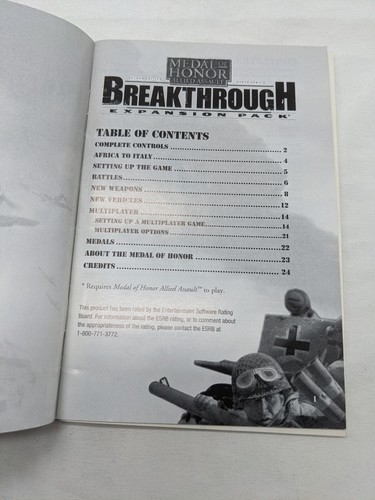 MEDAL OF
HONOR
ALLIED ASSAULT
BREAKTHROUGH
EXPANSION PACK*
TABLE OF CONTENTS
COMPLETE CONTROLS 2
AFRICA TO ITALY 4
SETTING UP THE GAME 5
BATTLES 6
NEW WEAPONS 8
NEW VEHICLES 12
MULTIPLAYER 14
SETTING UP A MULTIPLAYER GAME 14
MULTIPLAYER OPTIONS 21
MEDALS 22
ABOUT THE MEDAL OF HONOR 23
CREDITS 24
* Requires Medal of Honor Allied Assault™ to play.
This product has been rated by the Entertainment Software Rating
Board. For information about the ESRB rating, or to comment about
the appropriateness of the rating, please contact the ESRB at
1-800-771-3772.
1